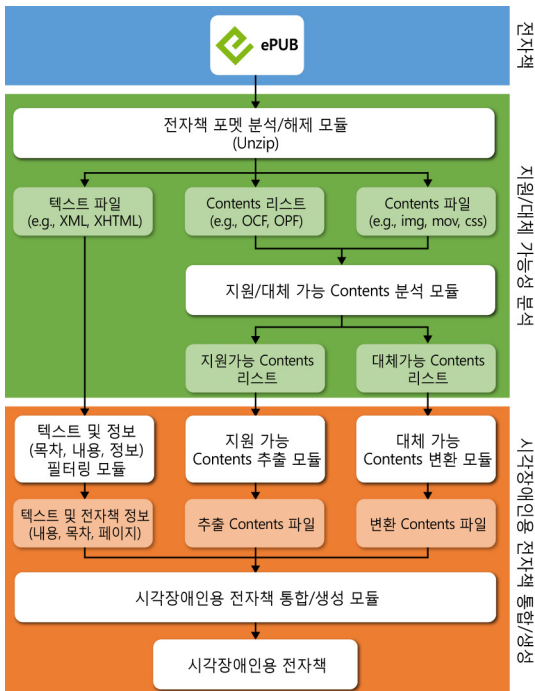 ePUB
전자책
전자책 포멧 분석/해제 모듈
(Unzip)
텍스트 파일
(e.g., XML, XHTML)
Contents 리스트
(e.g., OCF, OPF)
Contents 파일
(e.g., img, mov, css)
지원/대체 가능 Contents 분석 모듈
지원가능 Contents
리스트
대체가능 Contents
리스트
지원/대체 가능성 분석
텍스트 및 정보
(목차, 내용, 정보)
필터링 모듈
지원 가능
Contents 추출 모듈
대체 가능
Contents 변환 모듈
텍스트 및 전자책 정보
(내용, 목차, 페이지)
추출 Contents 파일
변환 Contents 파일
시각장애인용 전자책 통합/생성 모듈
시각장애인용 전자책
시각장애인용 전자책 통합/생성